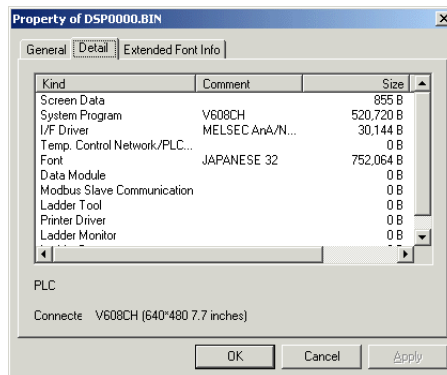 Property of DSP0000.BIN
General Detail Extended Font Info
Kind Comment Size
Screen Data 855 B
System Program V608CH 520,720 B
I/F Driver MELSEC AnA/N... 30,144 B
Temp. Control Network/PLC... 0 B
Font JAPANESE 32 752,064 B
Data Module 0 B
Modbus Slave Communication 0 B
Ladder Tool 0 B
Printer Driver 0 B
Ladder Monitor 0 B
PLC
Connecte V608CH (640*480 7.7 inches)
OK Cancel Apply